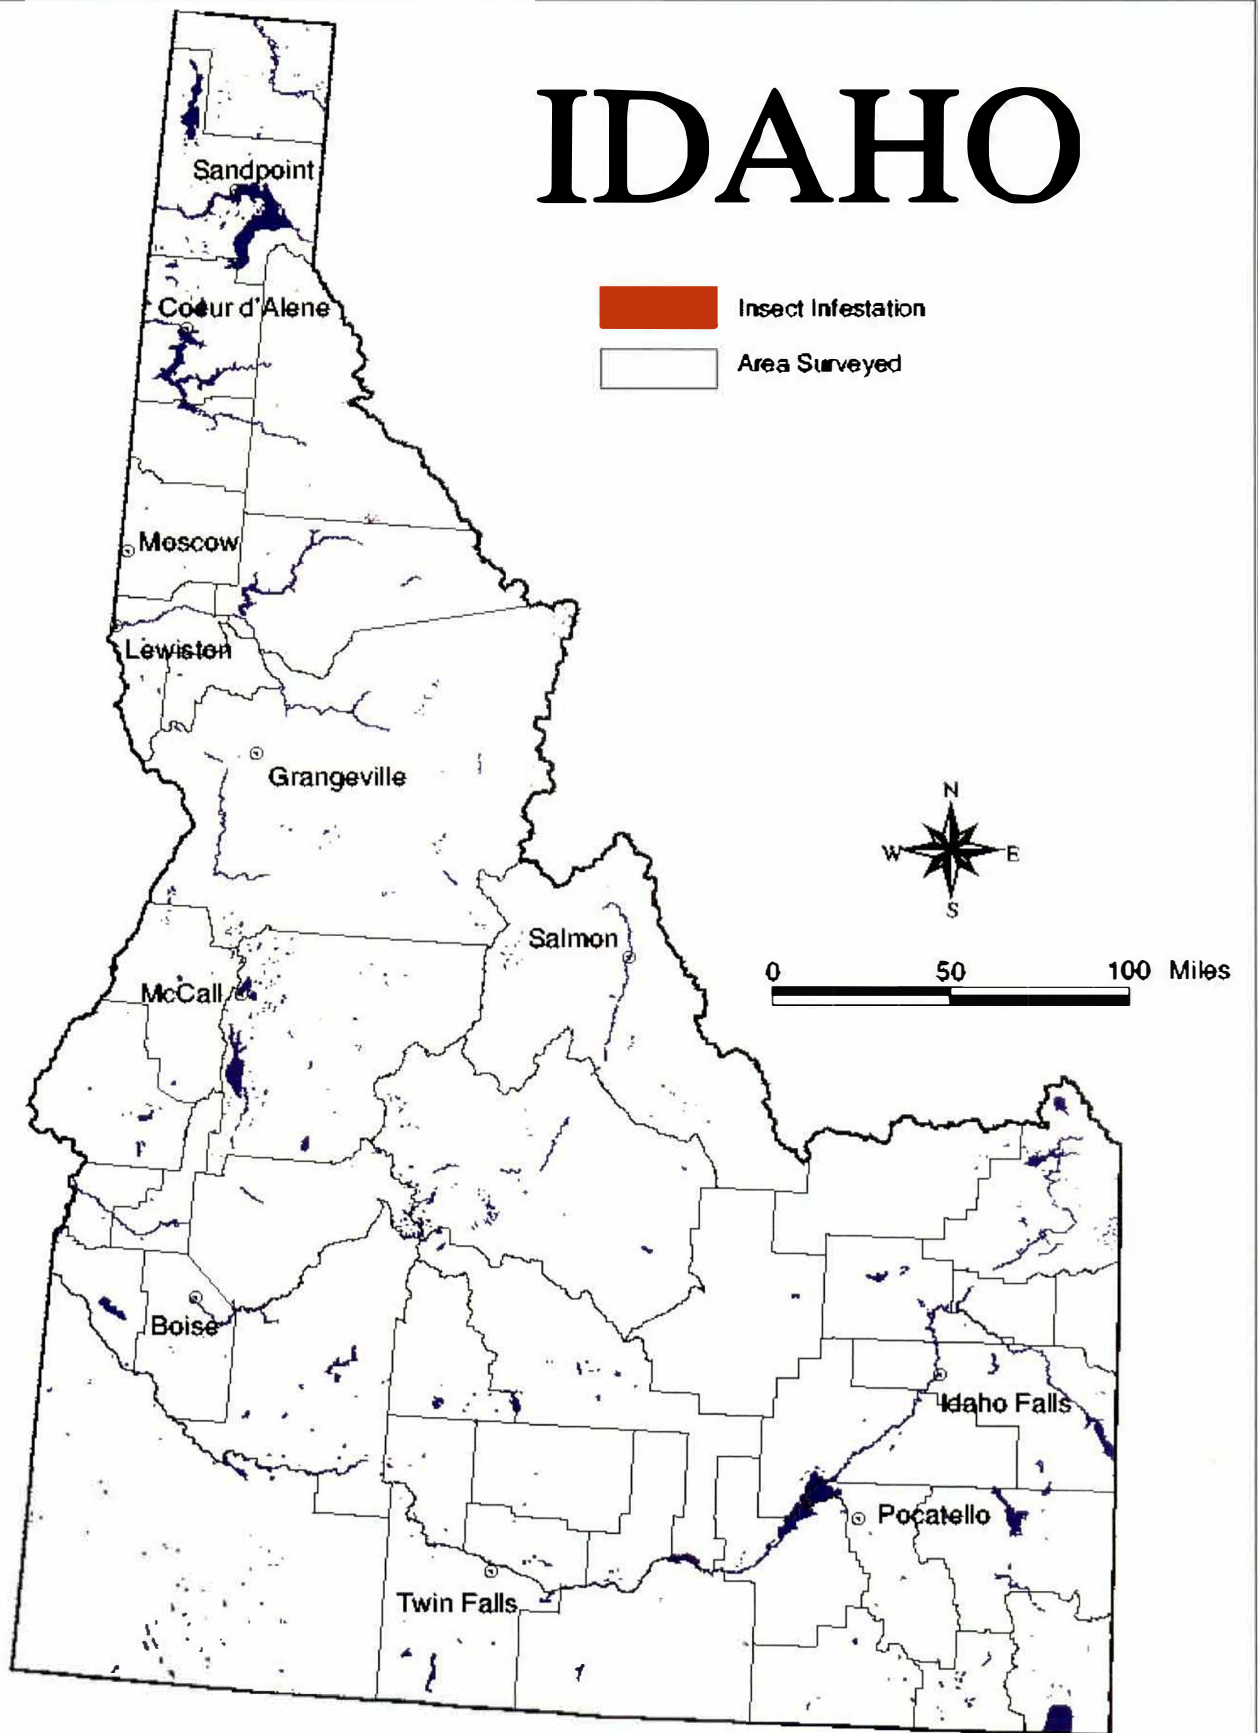 IDAHO
Sandpoint
Insect Infestation
Coeur d'Alene
Area Surveyed
Moscow
Lewiston
Grangeville
N
W E
S
Salmon
0 50 100 Miles
McCall
Boise
Idaho Falls
Pocatello
Twin Falls